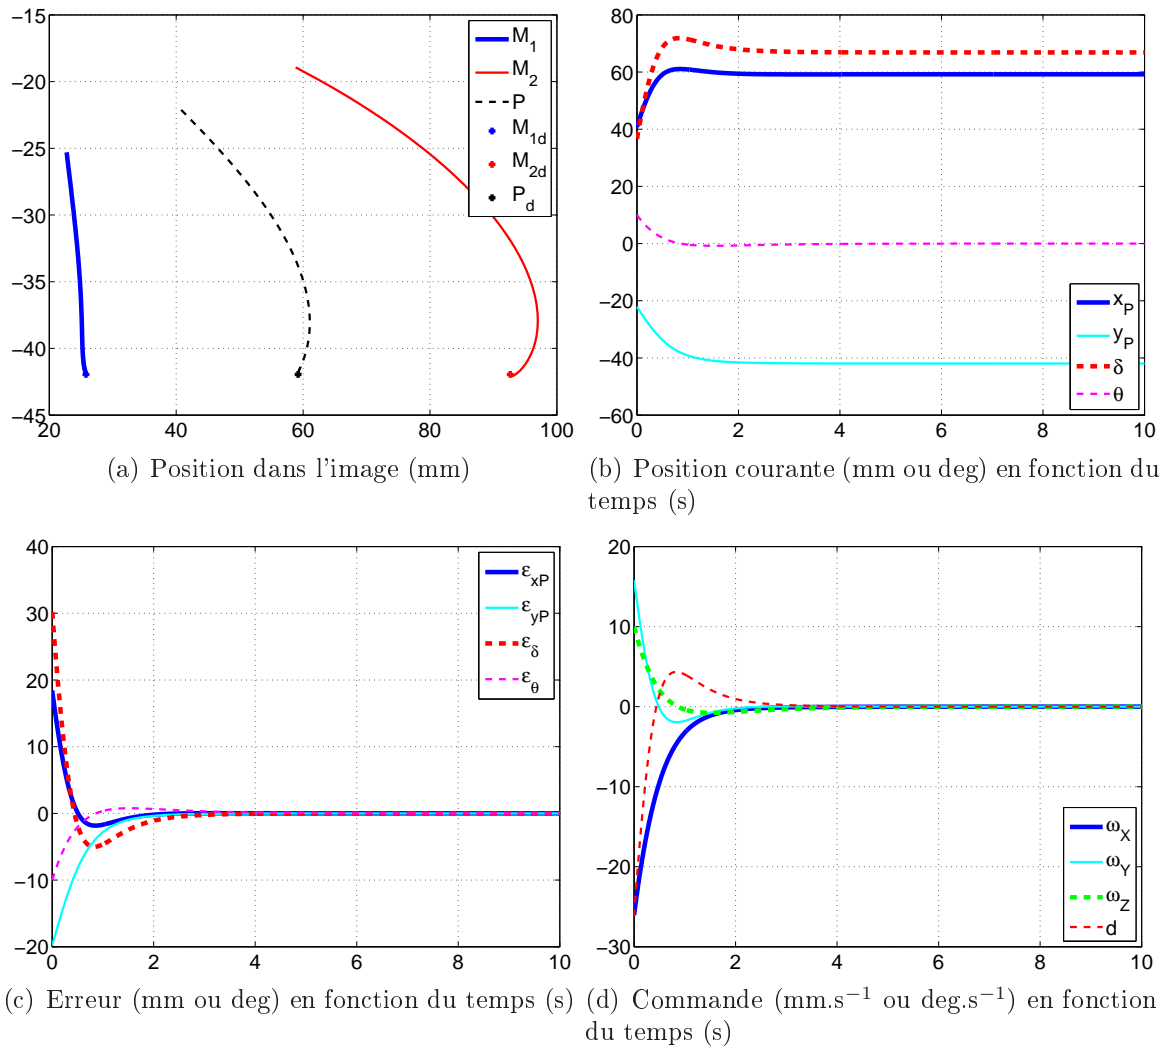 −15
−20
−25
−30
−35
−40
−45
20
40
60
80
100
M1
M2
P
M1d
M2d
Pd
(a) Position dans l'image (mm)
80
60
40
20
0
−20
−40
−60
0
2
4
6
8
10
xP
yP
δ
θ
(b) Position courante (mm ou deg) en fonction du
temps (s)
40
30
20
10
0
−10
−20
0
2
4
6
8
10
εxP
εyP
εδ
εθ
(c) Erreur (mm ou deg) en fonction du temps (s)
20
10
0
−10
−20
−30
0
2
4
6
8
10
ωX
ωY
ωZ
d
(d) Commande (mm.s−1 ou deg.s−1) en fonction
du temps (s)